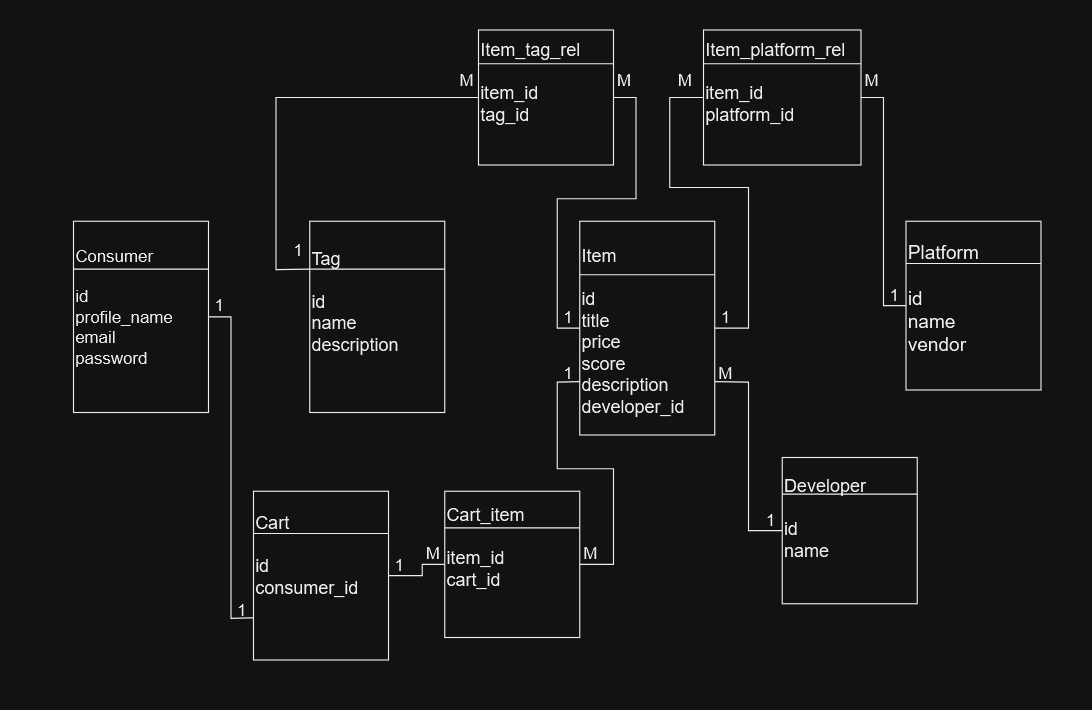 Item_tag_rel
M
M
item_id
tag_id
Item_platform_rel
M
M
item_id
platform_id
Consumer
id
profile_name
email
password
1
1
Tag
id
name
description
Item
id
1
title
1
price
score
1
description
M
developer_id
Platform
1
id
name
vendor
Cart
id
consumer_id
1
1
Cart_item
M
item_id
M
cart_id
Developer
1
id
name